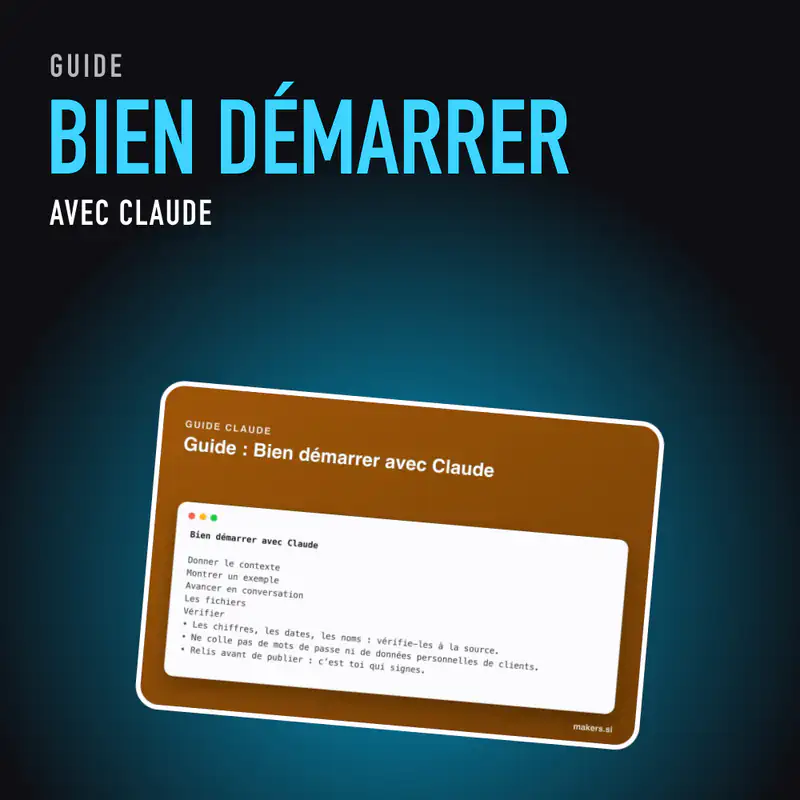 GUIDE
BIEN DÉMARRER
AVEC CLAUDE
GUIDE CLAUDE
Guide : Bien démarrer avec Claude
Bien démarrer avec Claude
Donner le contexte
Montrer un exemple
Avancer en conversation
Les fichiers
Vérifier
• Les chiffres, les dates, les noms : vérifie-les à la source.
• Ne colle pas de mots de passe ni de données personnelles de clients.
• Relis avant de publier : c’est toi qui signes.
makers.si